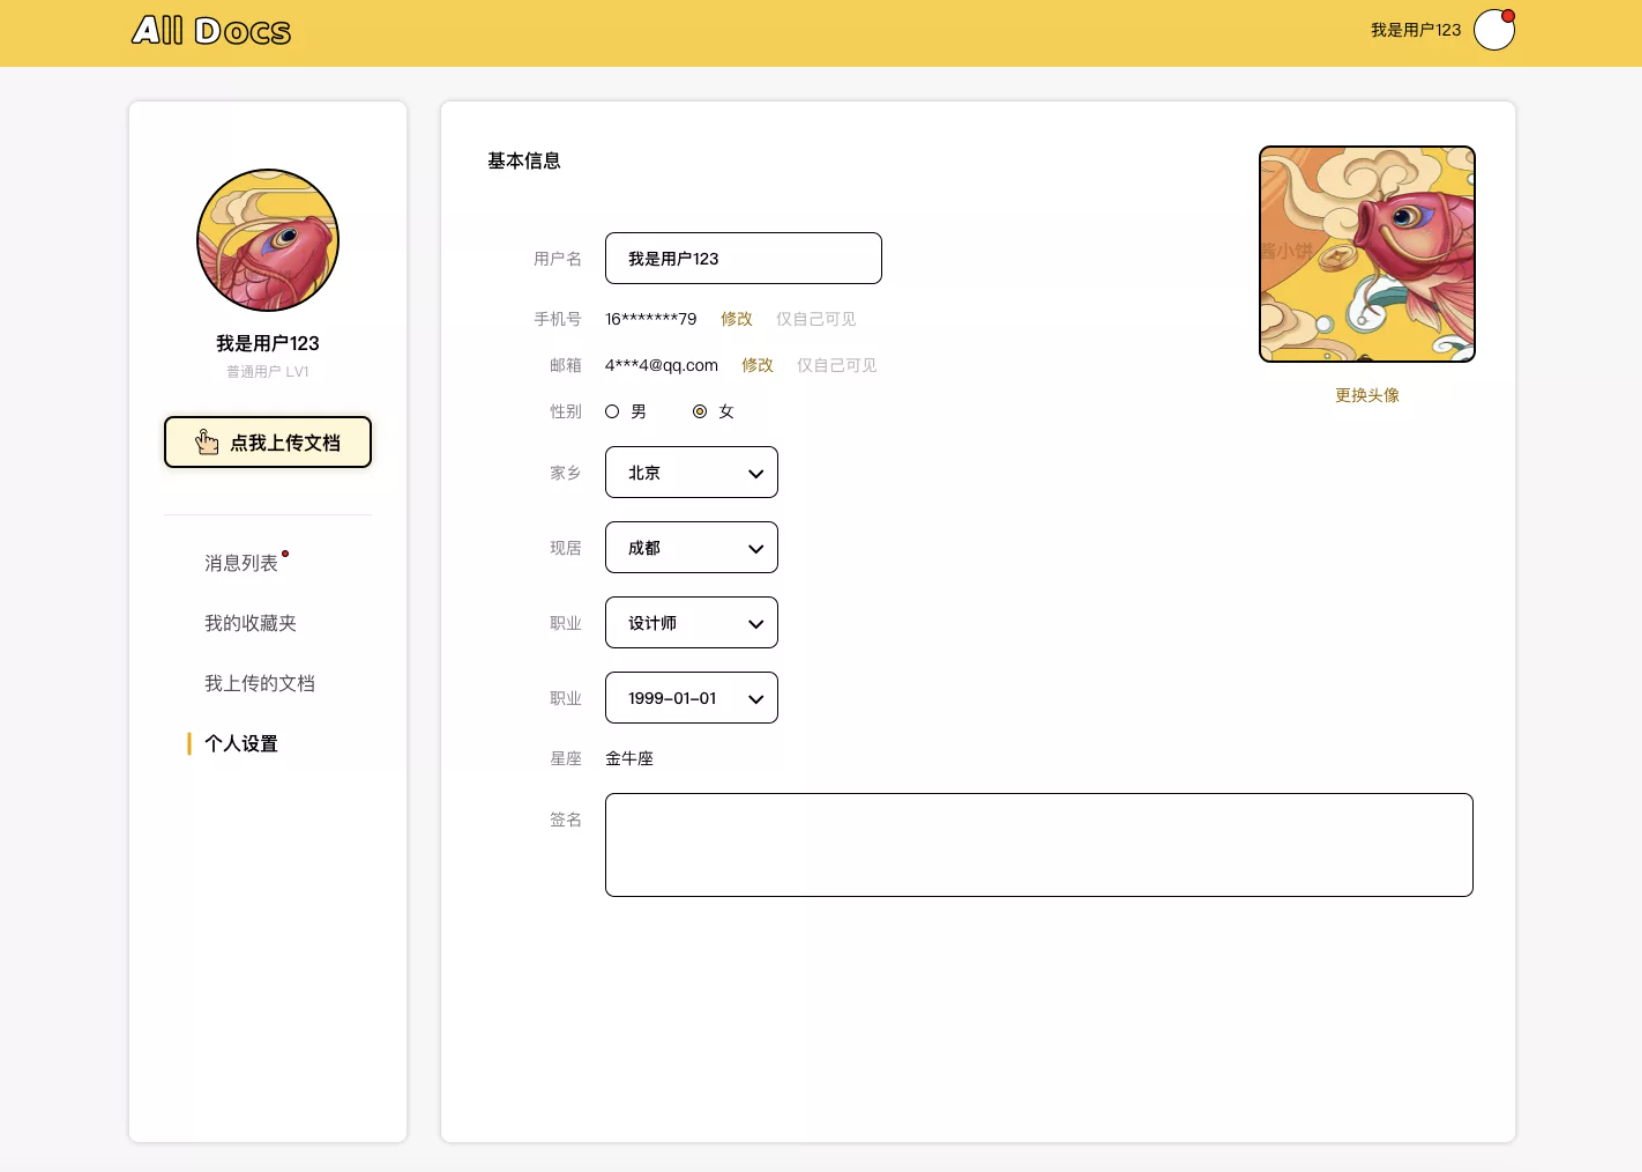 All Docs
我是用户123
我是用户123
普通用户 LV1
点我上传文档
消息列表
我的收藏夹
我上传的文档
个人设置
基本信息
用户名 我是用户123
手机号 16*******79 修改 仅自己可见
邮箱 4***4@qq.com 修改 仅自己可见
性别 男 女
家乡 北京
现居 成都
职业 设计师
职业 1999-01-01
星座 金牛座
签名
酱小饼
更换头像